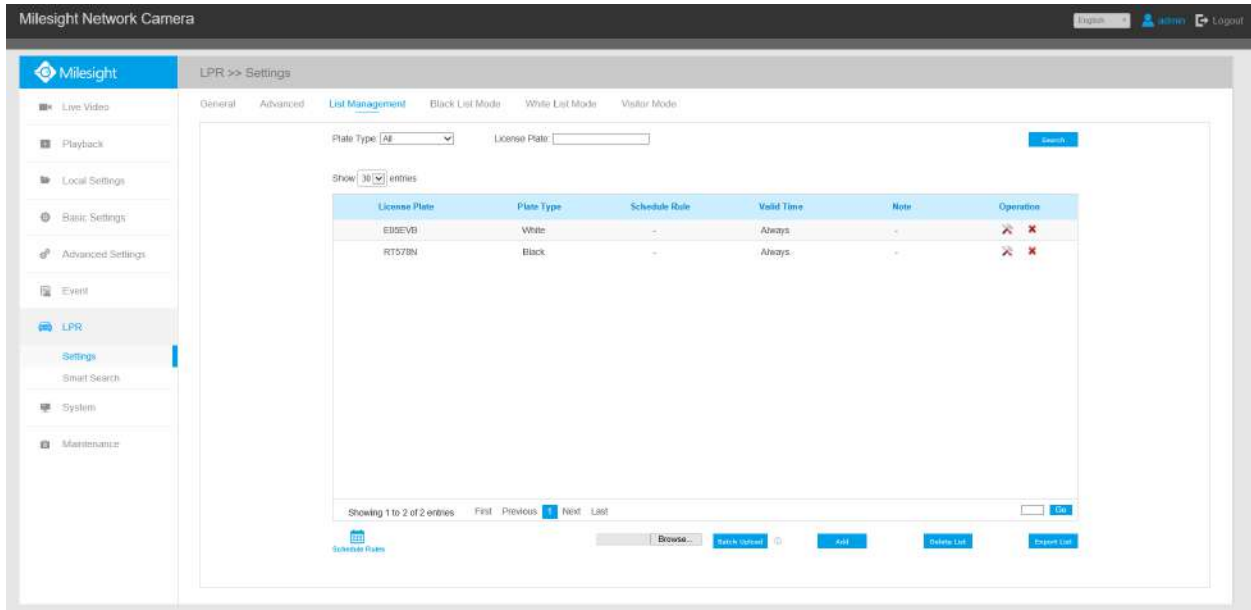 Milesight Network Camera
English admin Logout
Milesight
LPR >> Settings
Live Video
Playback
Local Settings
Basic Settings
Advanced Settings
Event
LPR
Settings
Smart Search
System
Maintenance
General Advanced List Management Black List Mode White List Mode Visitor Mode
Plate Type: All License Plate: Search
Show 30 entries
License Plate Plate Type Schedule Rule Valid Time Note Operation
White - Always -
RT578N Black - Always -
Showing 1 to 2 of 2 entries First Previous 1 Next Last Go
Schedule Rules Browse... Batch Upload Add Delete List Export List